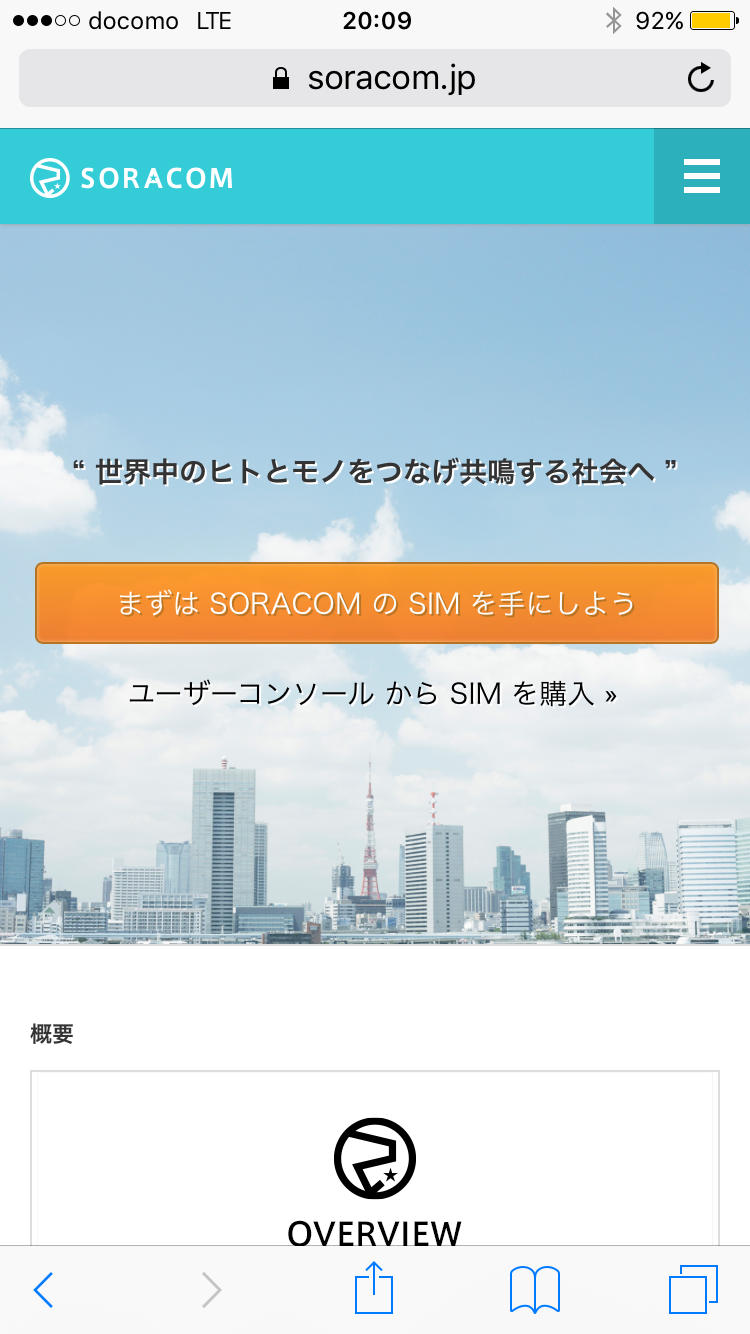 docomo LTE 20:09 92%
soracom.jp
SORACOM
“ 世界中のヒトとモノをつなげ共鳴する社会へ ”
まずは SORACOM の SIM を手にしよう
ユーザーコンソール から SIM を購入 »
概要
OVERVIEW